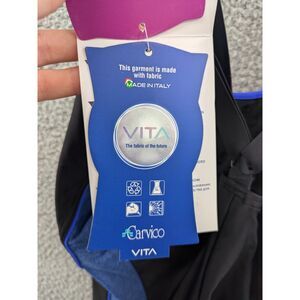 This garment is made
with fabric
MADE IN ITALY
VITA
The fabric of the future
Carvico
VITA